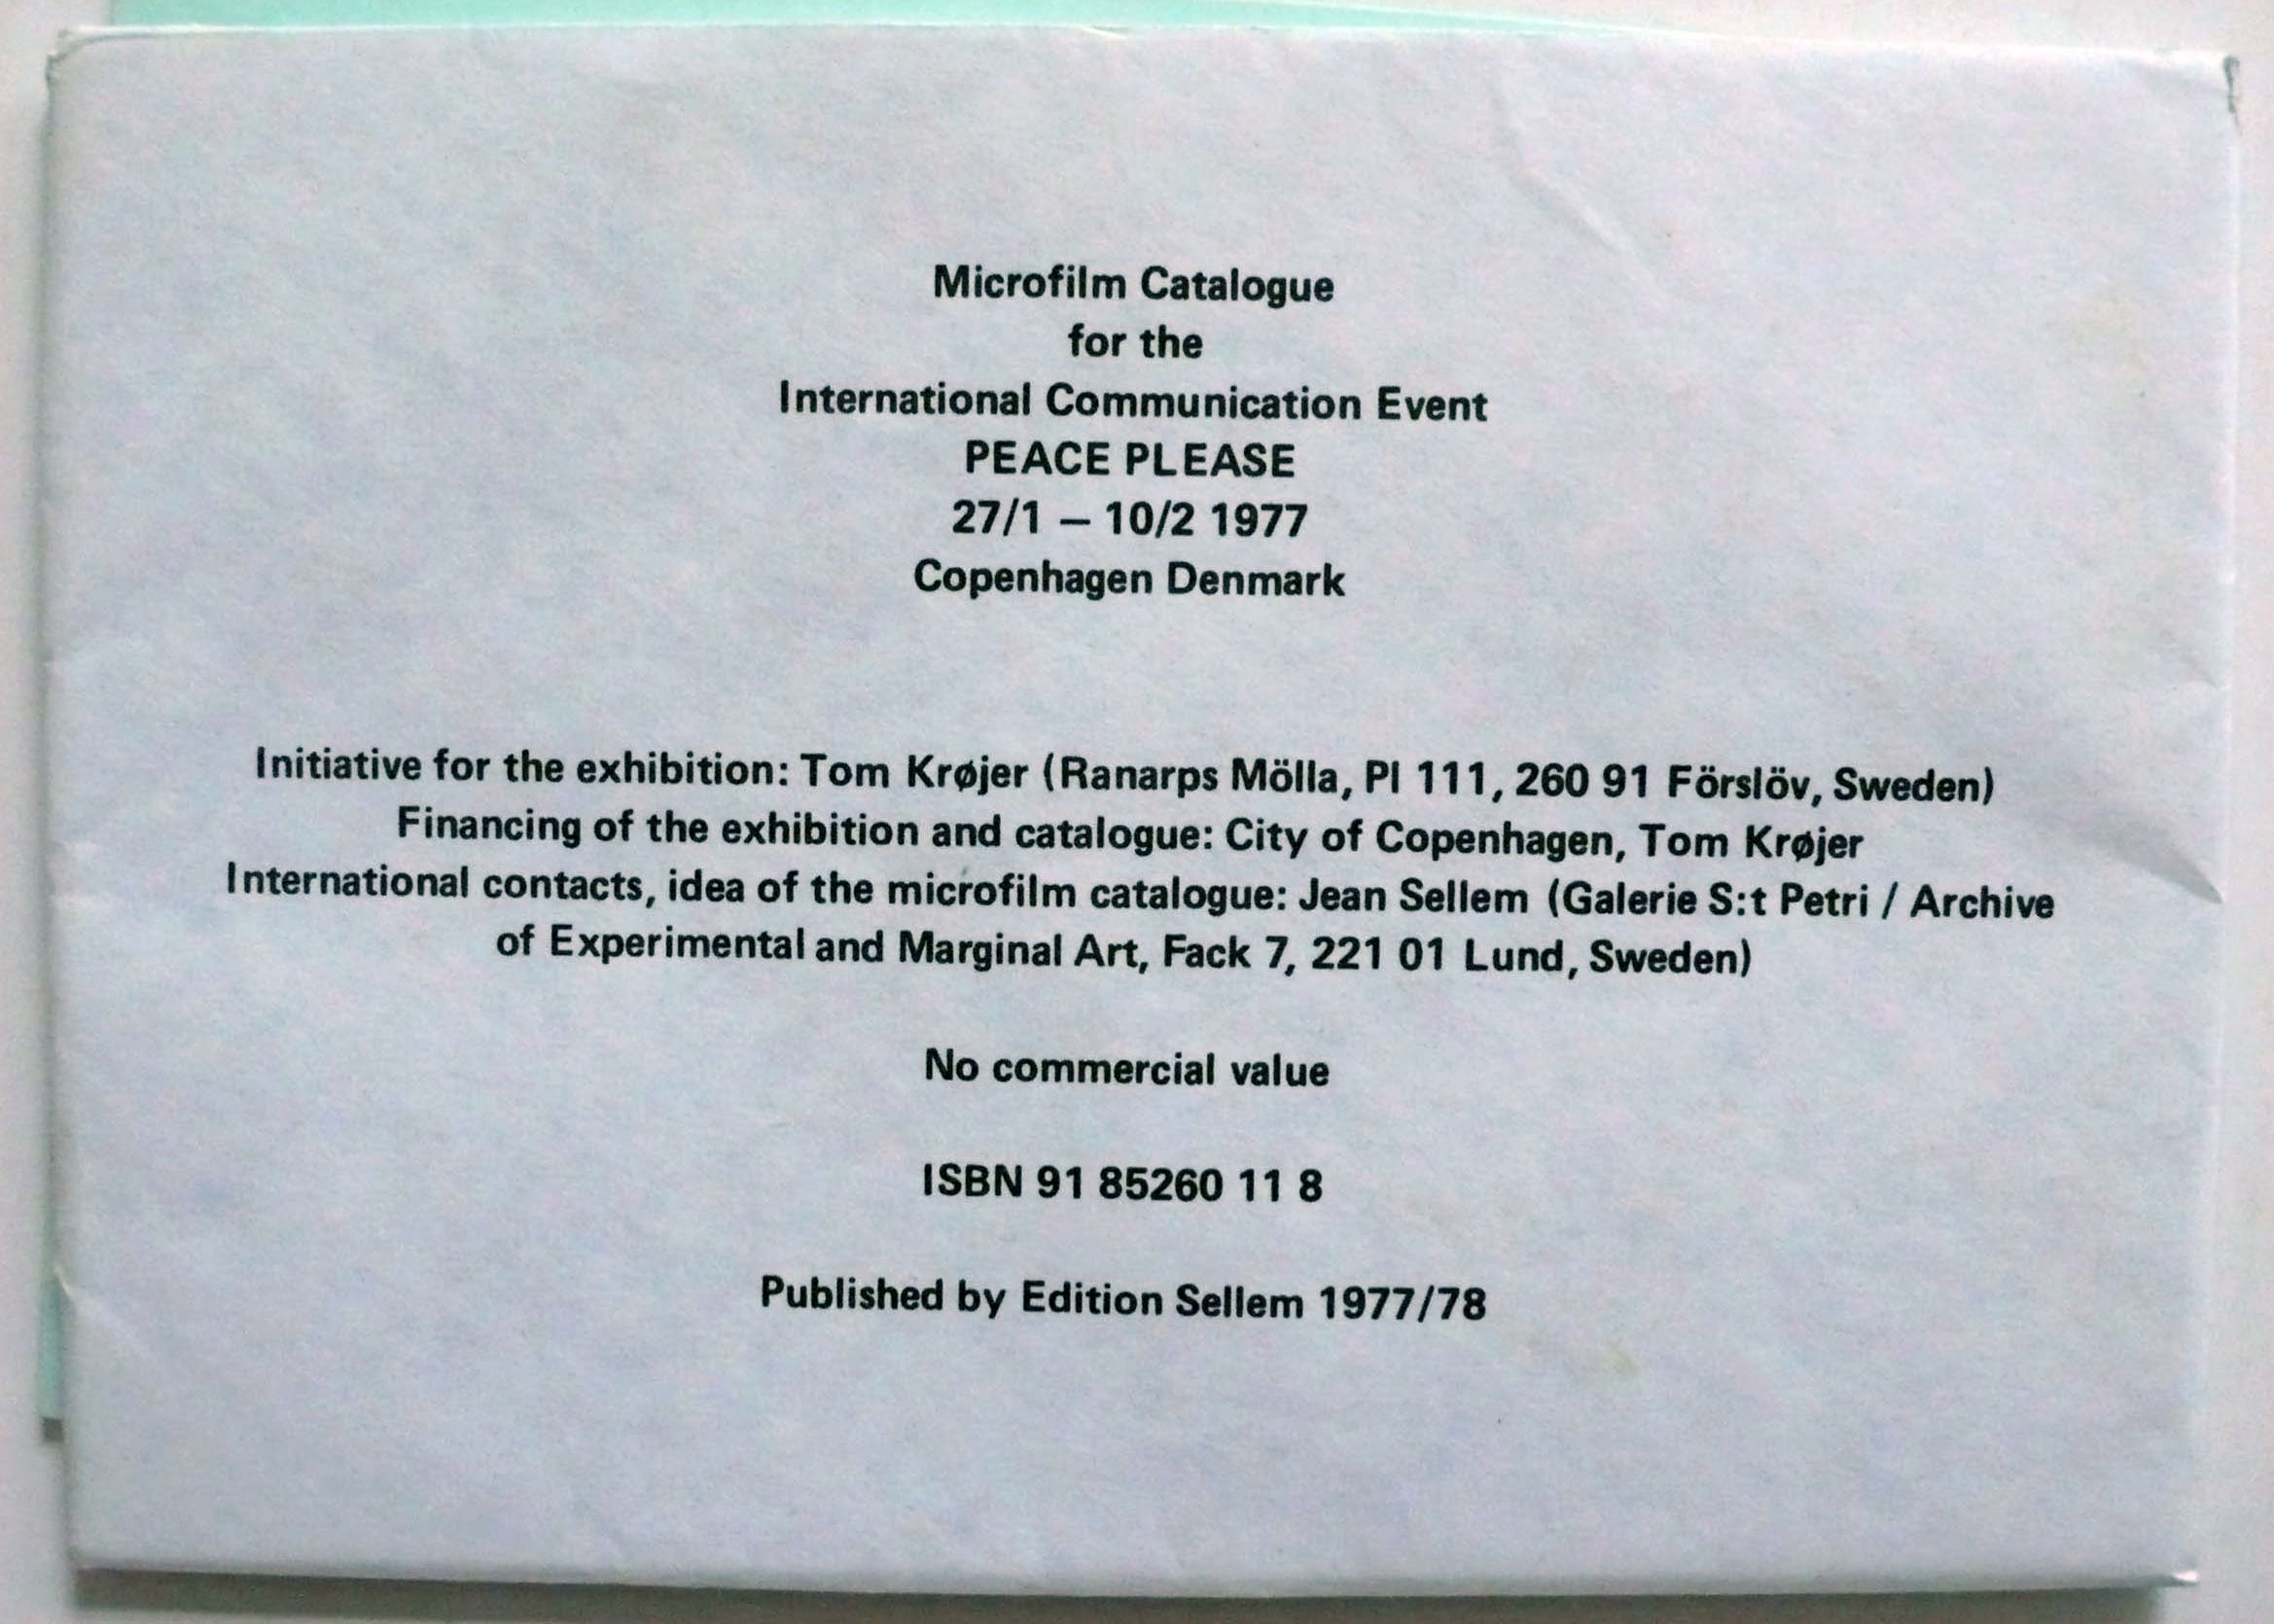 Microfilm Catalogue
for the
International Communication Event
PEACE PLEASE
27/1 – 10/2 1977
Copenhagen Denmark
Initiative for the exhibition: Tom Krøjer (Ranarps Mölla, Pl 111, 260 91 Förslöv, Sweden)
Financing of the exhibition and catalogue: City of Copenhagen, Tom Krøjer
International contacts, idea of the microfilm catalogue: Jean Sellem (Galerie S:t Petri / Archive
of Experimental and Marginal Art, Fack 7, 221 01 Lund, Sweden)
No commercial value
ISBN 91 85260 11 8
Published by Edition Sellem 1977/78